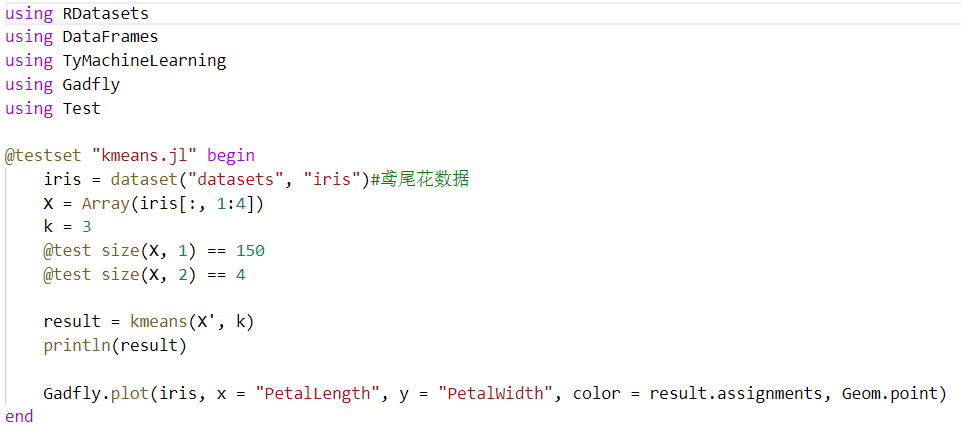 using RDatasets
using DataFrames
using TyMachineLearning
using Gadfly
using Test

@testset "kmeans.jl" begin
    iris = dataset("datasets", "iris")#鸢尾花数据
    X = Array(iris[:, 1:4])
    k = 3
    @test size(X, 1) == 150
    @test size(X, 2) == 4

    result = kmeans(X', k)
    println(result)

    Gadfly.plot(iris, x = "PetalLength", y = "PetalWidth", color = result.assignments, Geom.point)
end